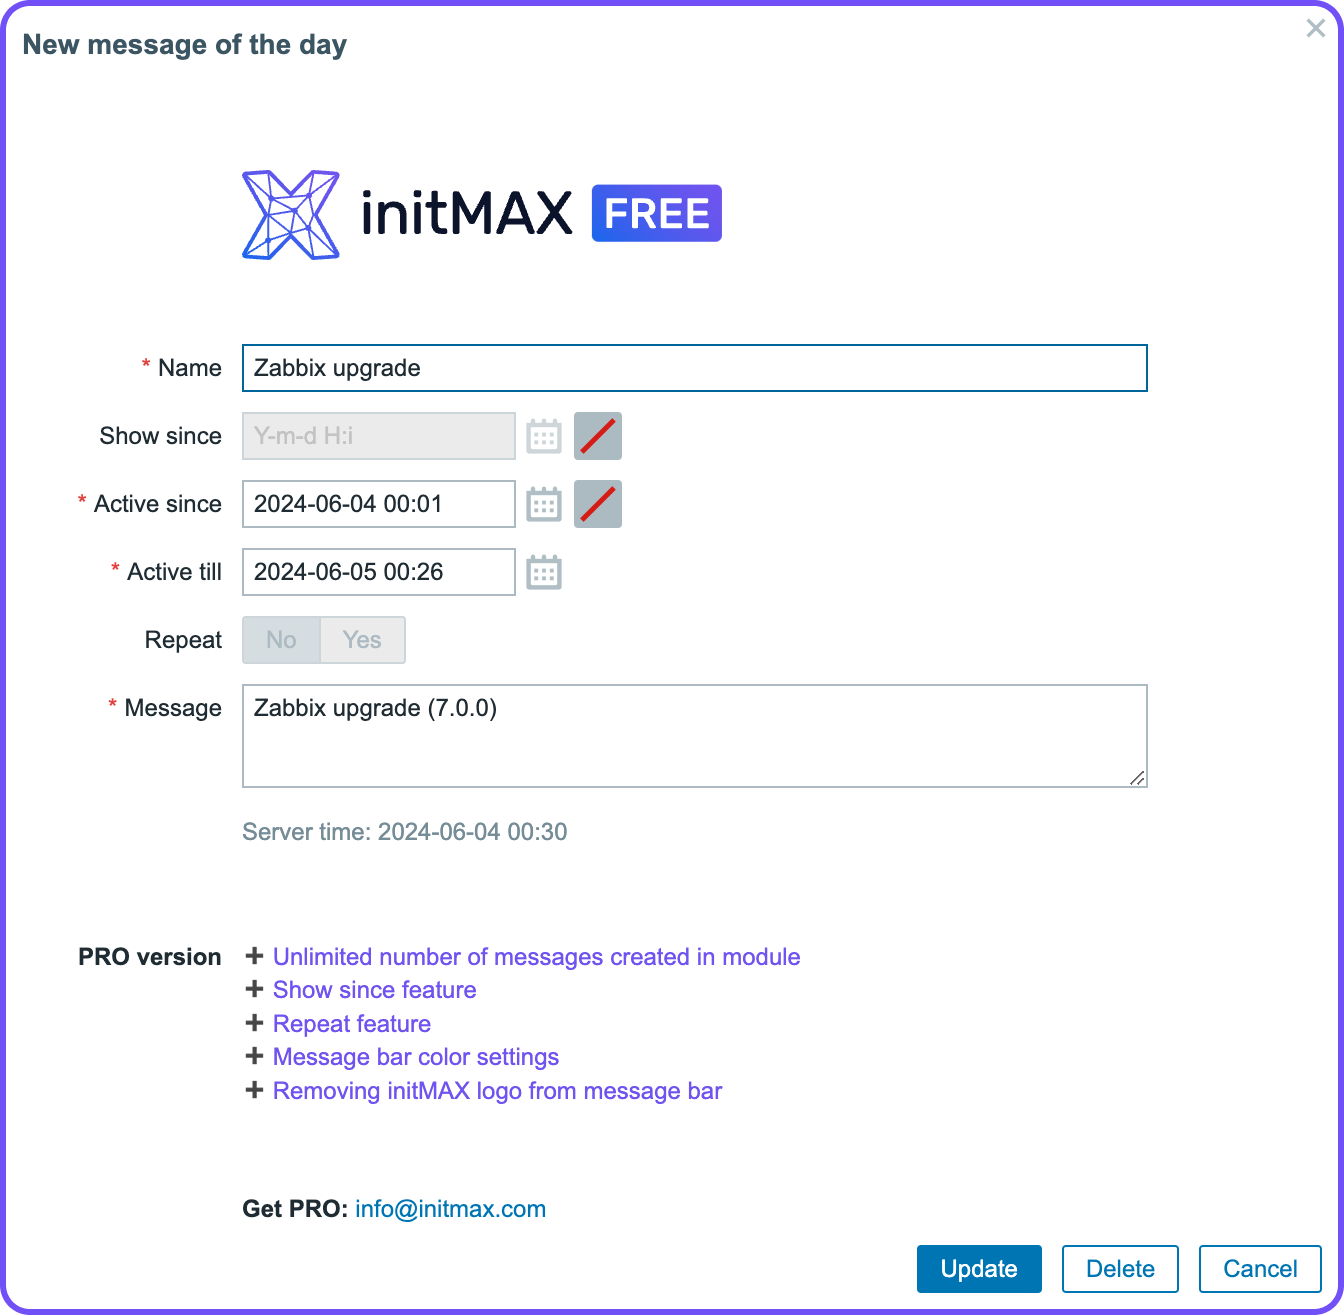 New message of the day
initMAX FREE
* Name Zabbix upgrade
Show since Y-m-d H:i
* Active since 2024-06-04 00:01
* Active till 2024-06-05 00:26
Repeat No Yes
* Message Zabbix upgrade (7.0.0)
Server time: 2024-06-04 00:30
PRO version + Unlimited number of messages created in module
+ Show since feature
+ Repeat feature
+ Message bar color settings
+ Removing initMAX logo from message bar
Get PRO: info@initmax.com
Update Delete Cancel